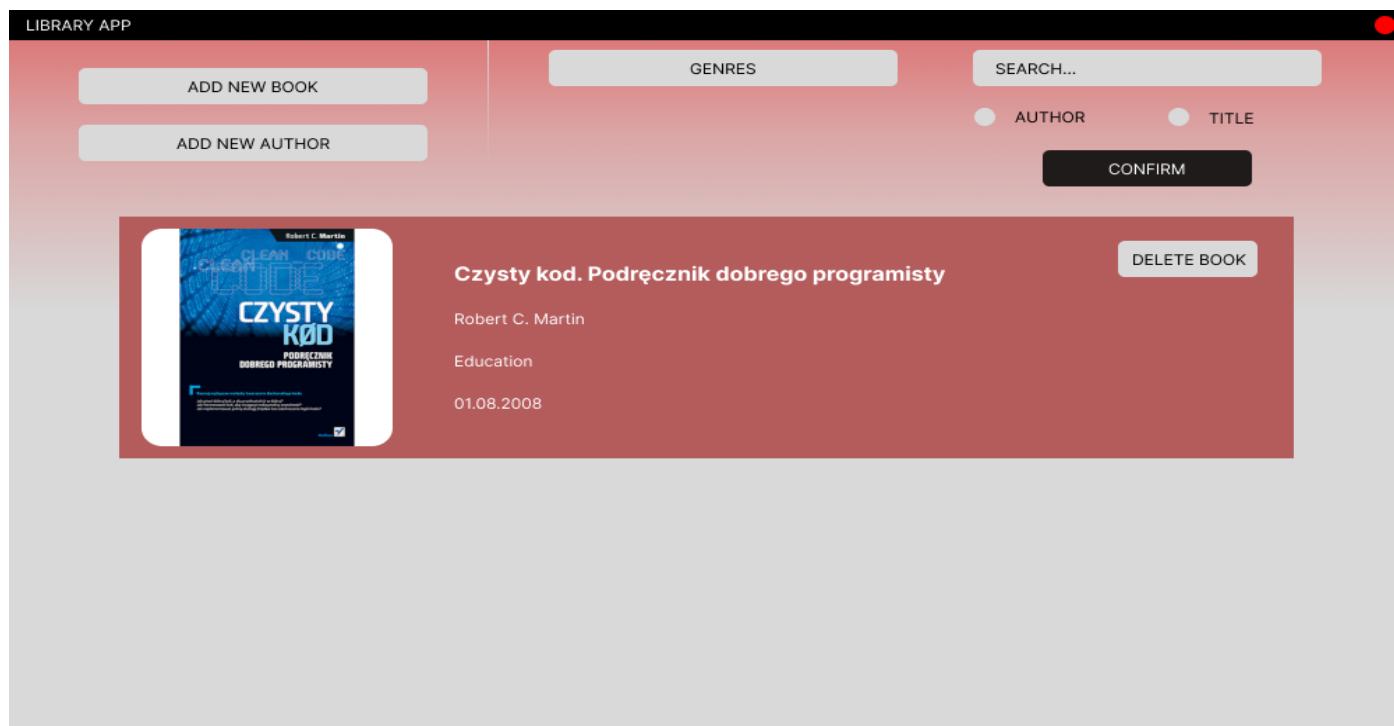 LIBRARY APP
ADD NEW BOOK
ADD NEW AUTHOR
GENRES
SEARCH...
AUTHOR
TITLE
CONFIRM
Robert C. Martin
CLEAN CODE
CODE
CZYSTY
KØD
PODRĘCZNIK
DOBREGO PROGRAMISTY
Czysty kod. Podręcznik dobrego programisty
Robert C. Martin
Education
01.08.2008
DELETE BOOK